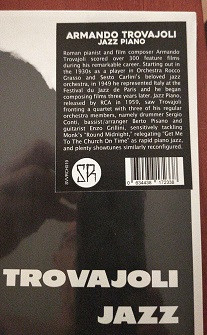 ARMANDO TROVAJOLI
JAZZ PIANO
Roman pianist and film composer Armando
Trovajoli scored over 300 feature films
during his remarkable career. Starting out in
the 1930s as a player in Orchestra Rocco
Grasso and Sesto Carlini's beloved jazz
orchestra, in 1949 he represented Italy at the
Festival du Jazz de Paris and he began
composing films three years later. Jazz Piano,
released by RCA in 1959, saw Trovajoli
fronting a quartet with three of his regular
orchestra members, namely drummer Sergio
Conti, bassist/arranger Berto Pisano and
guitarist Enzo Grillini, sensitively tackling
Monk's "Round Midnight," relegating "Get Me
To The Church On Time" as rapid piano jazz,
and plenty showtunes similarly reconfigured.
SR
TROVAJOLI
JAZZ